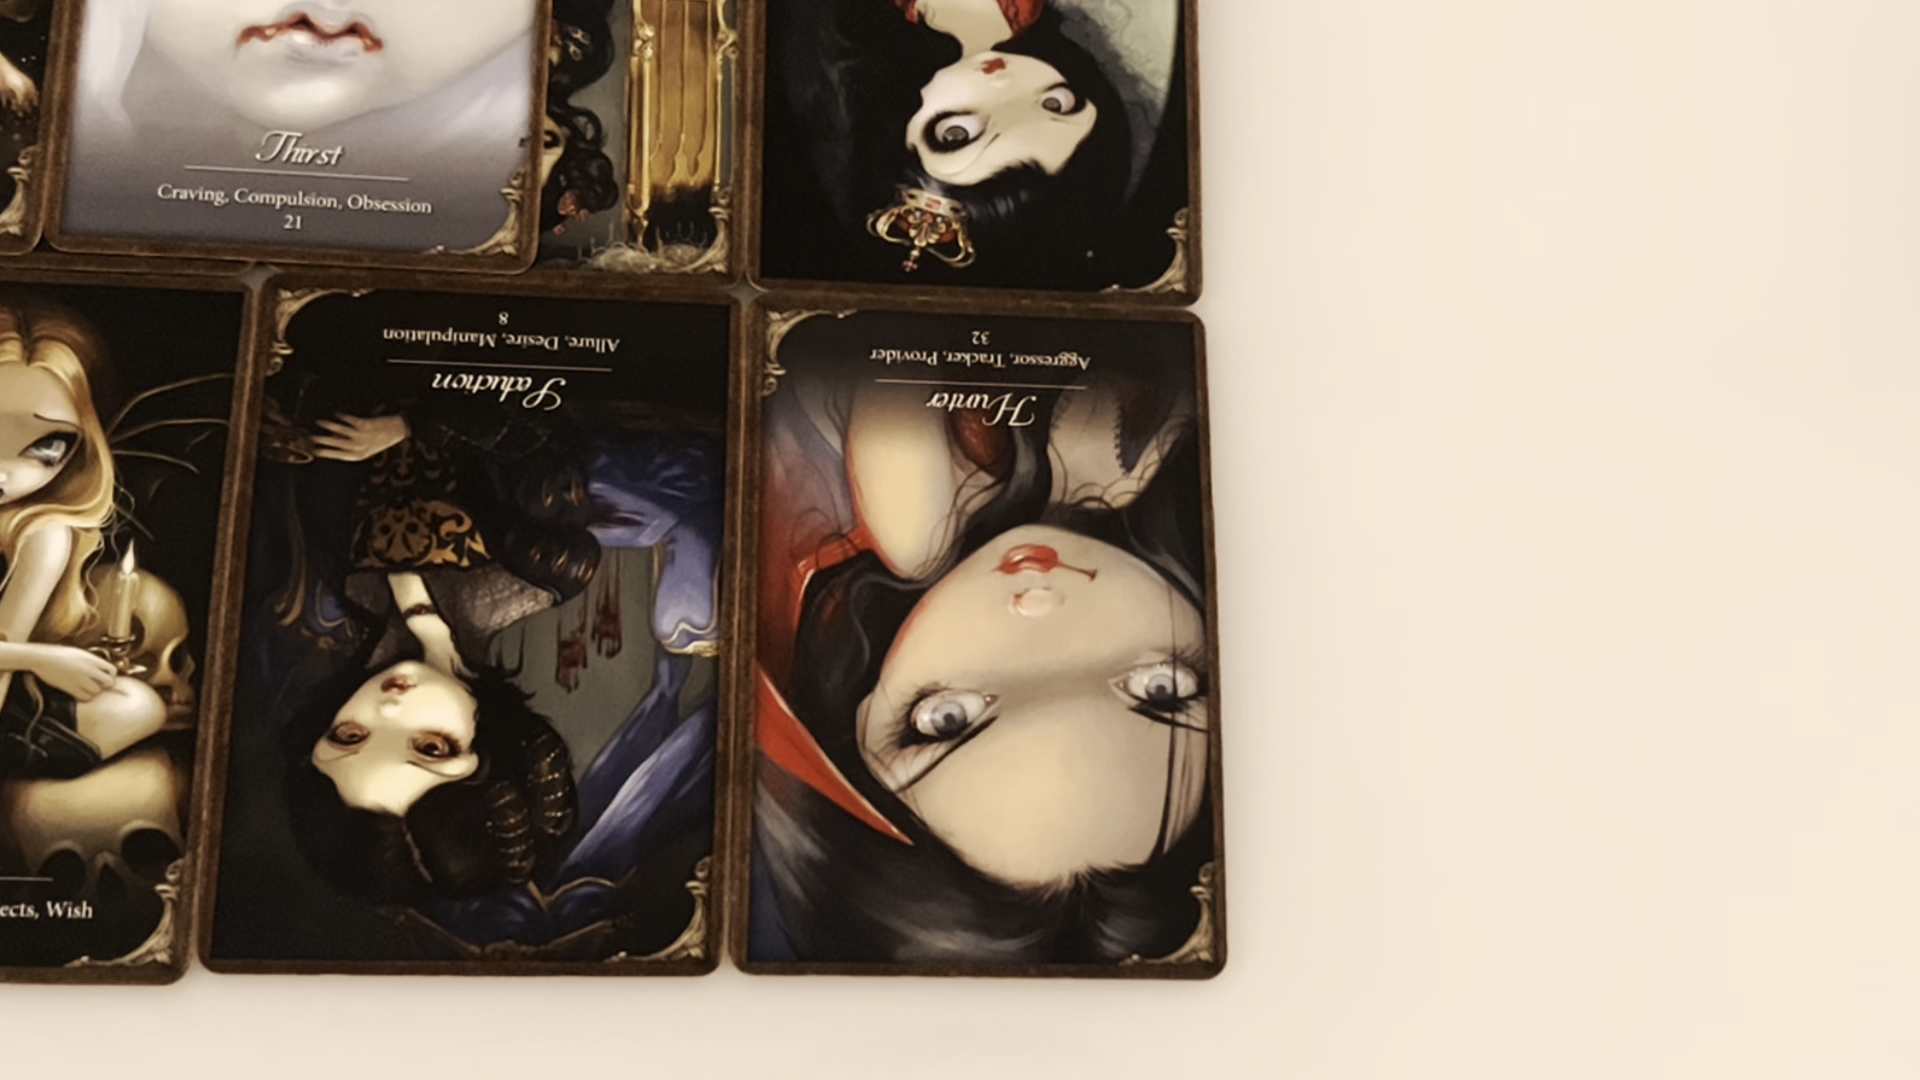 Thirst
Craving, Compulsion, Obsession
21
Seduction
Allure, Desire, Manipulation
8
Hunter
Aggressor, Tracker, Provider
32
ects, Wish